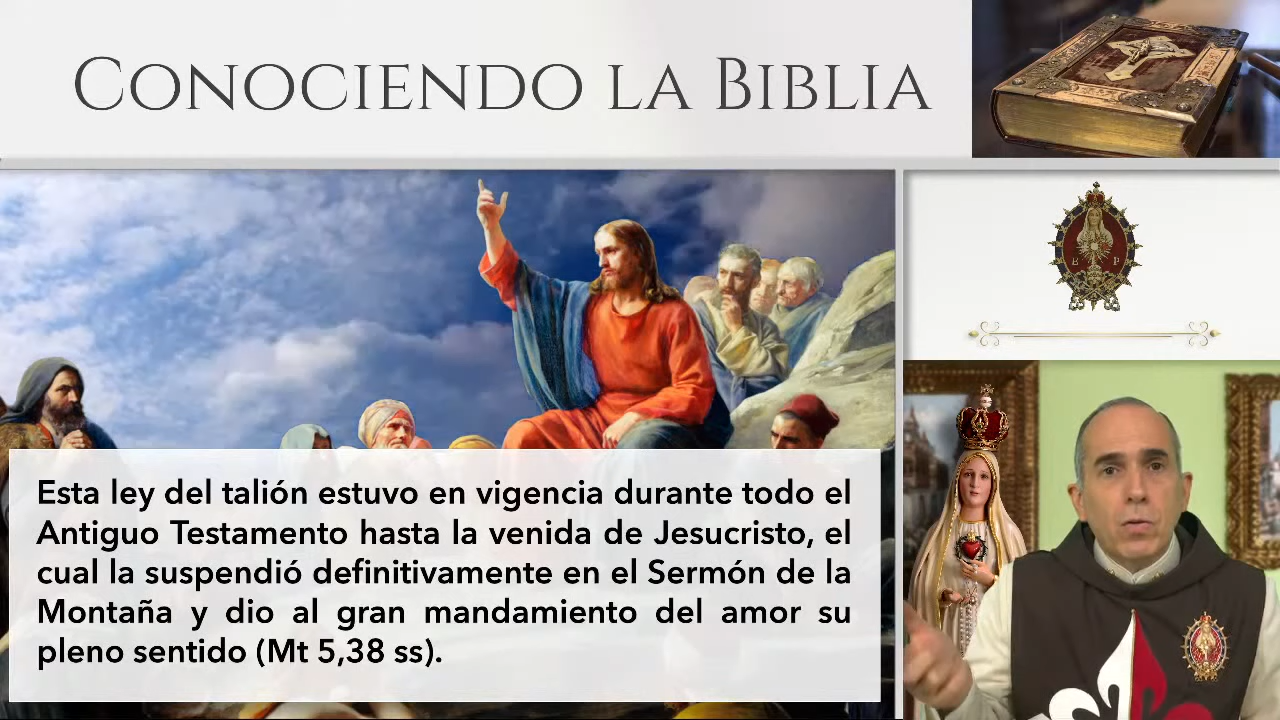 Conociendo la Biblia
E P
Esta ley del talión estuvo en vigencia durante todo el
Antiguo Testamento hasta la venida de Jesucristo, el
cual la suspendió definitivamente en el Sermón de la
Montaña y dio al gran mandamiento del amor su
pleno sentido (Mt 5,38 ss).